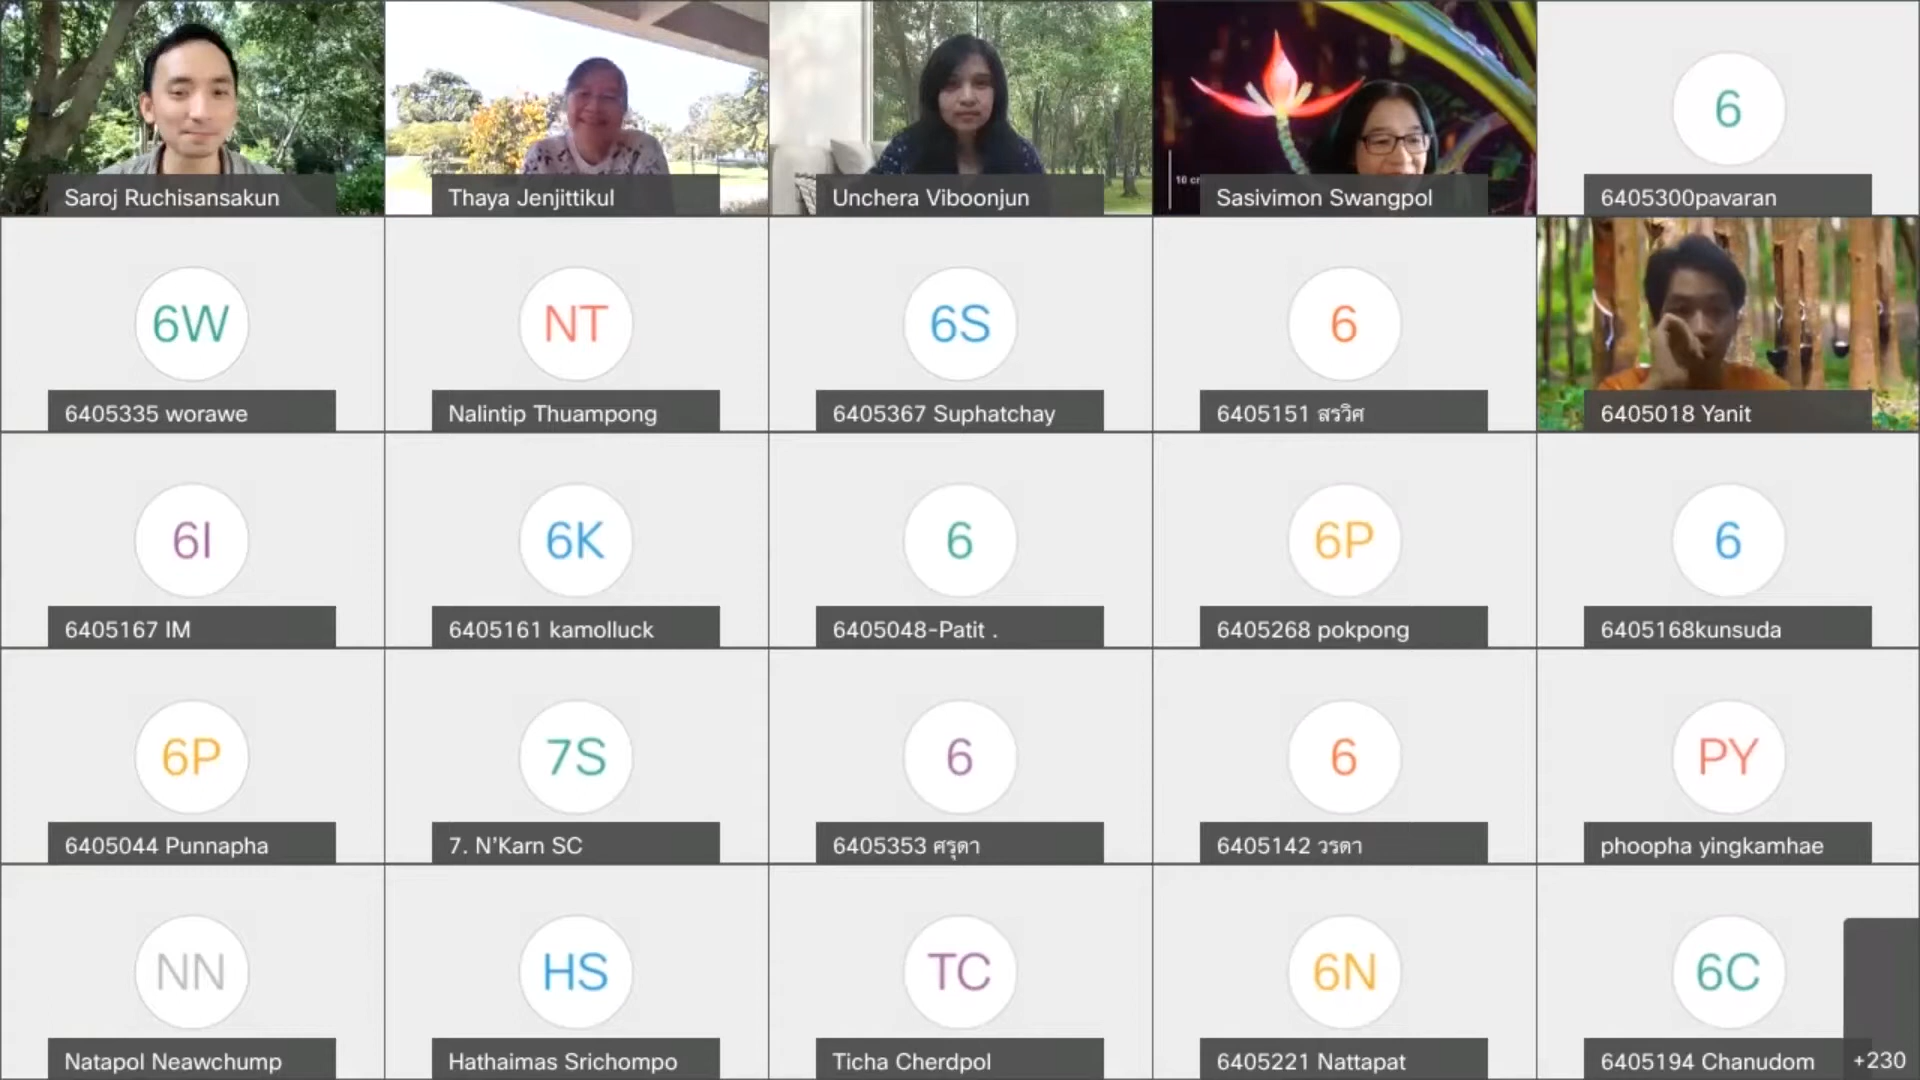 Saroj Ruchisansakun
Thaya Jenjittikul
Unchera Viboonjun
10 cm
Sasivimon Swangpol
6
6405300pavaran
6W
6405335 worawe
NT
Nalintip Thuampong
6S
6405367 Suphatchay
6
6405151 สรวิศ
6405018 Yanit
6I
6405167 IM
6K
6405161 kamolluck
6
6405048-Patit .
6P
6405268 pokpong
6
6405168kunsuda
6P
6405044 Punnapha
7S
7. N'Karn SC
6
6405353 ศรุดา
6
6405142 วรดา
PY
phoopha yingkamhae
NN
Natapol Neawchump
HS
Hathaimas Srichompo
TC
Ticha Cherdpol
6N
6405221 Nattapat
6C
6405194 Chanudom
+230